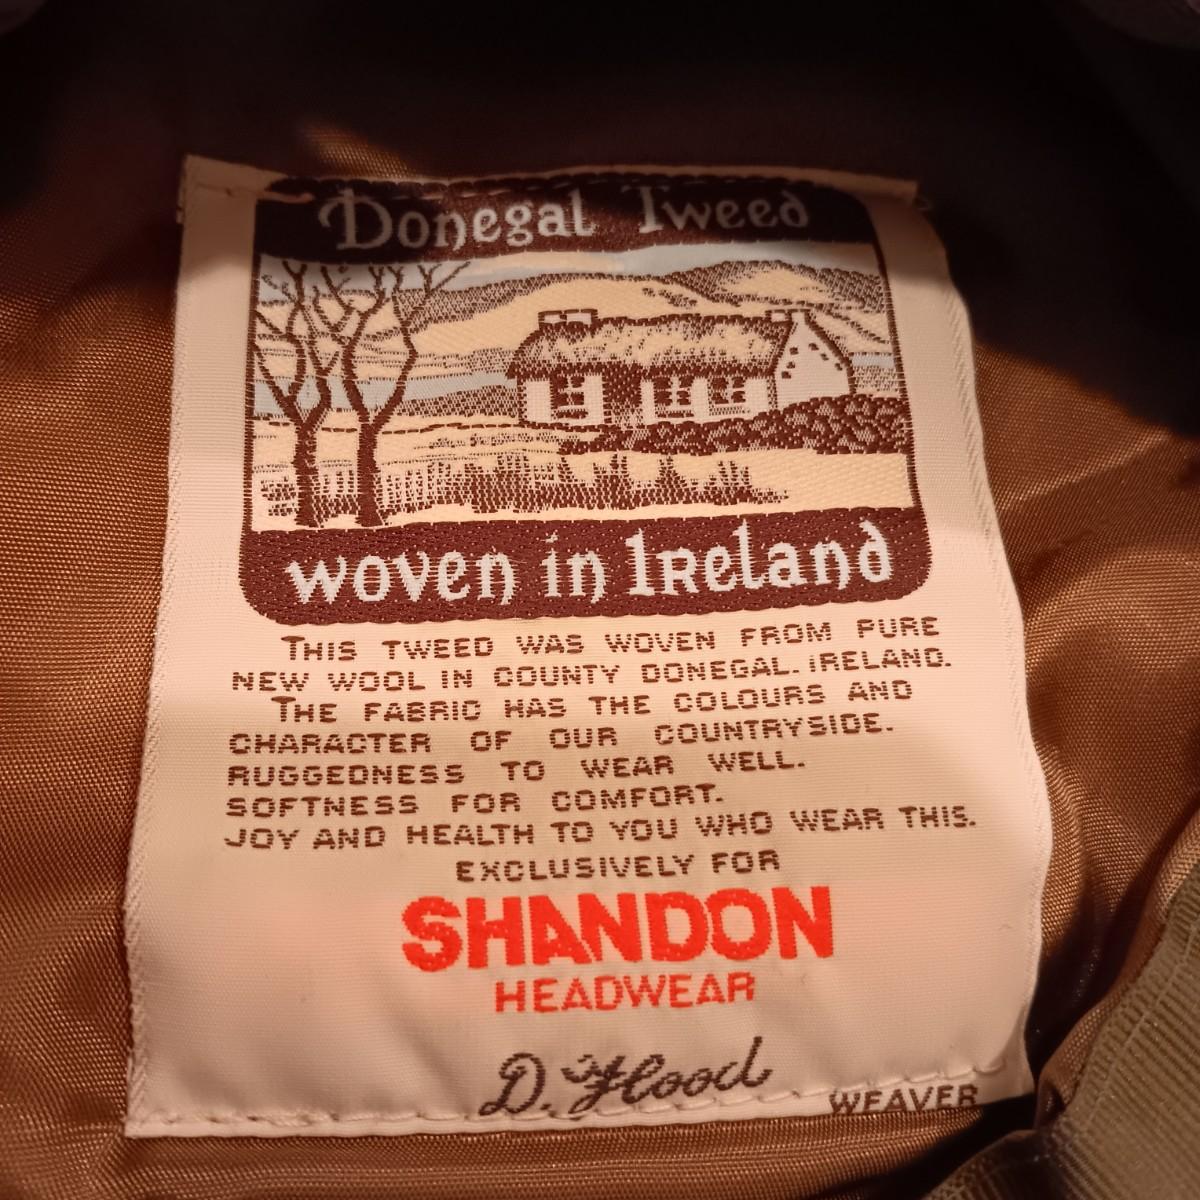 Donegal Tweed
woven in Ireland
THIS TWEED WAS WOVEN FROM PURE
NEW WOOL IN COUNTY DONEGAL. IRELAND.
THE FABRIC HAS THE COLOURS AND
CHARACTER OF OUR COUNTRYSIDE.
RUGGEDNESS TO WEAR WELL.
SOFTNESS FOR COMFORT.
JOY AND HEALTH TO YOU WHO WEAR THIS.
EXCLUSIVELY FOR
SHANDON
HEADWEAR
D. Flood
WEAVER